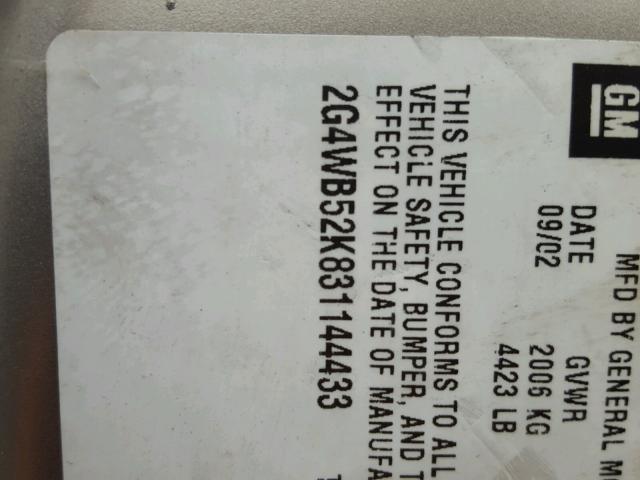 GM
MFD BY GENERAL MO
DATE GVWR
09/02 2006 KG
4423 LB
THIS VEHICLE CONFORMS TO ALL
VEHICLE SAFETY, BUMPER, AND T
EFFECT ON THE DATE OF MANUFA
2G4WB52K831144433